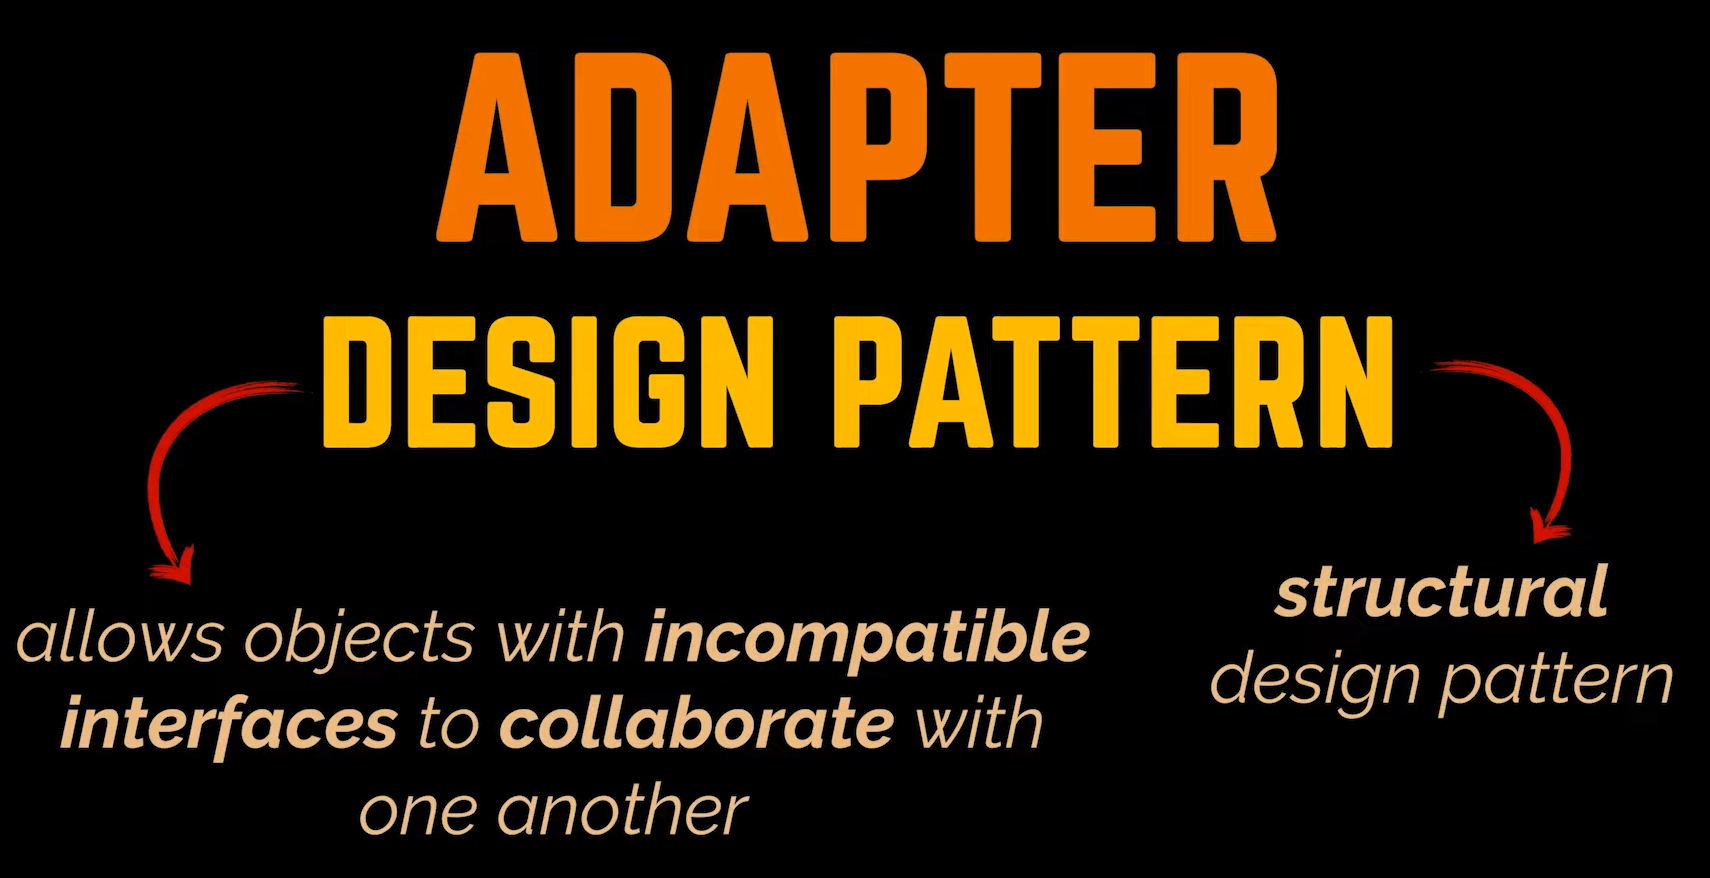 ADAPTER
DESIGN PATTERN
allows objects with incompatible
interfaces to collaborate with
one another
structural
design pattern